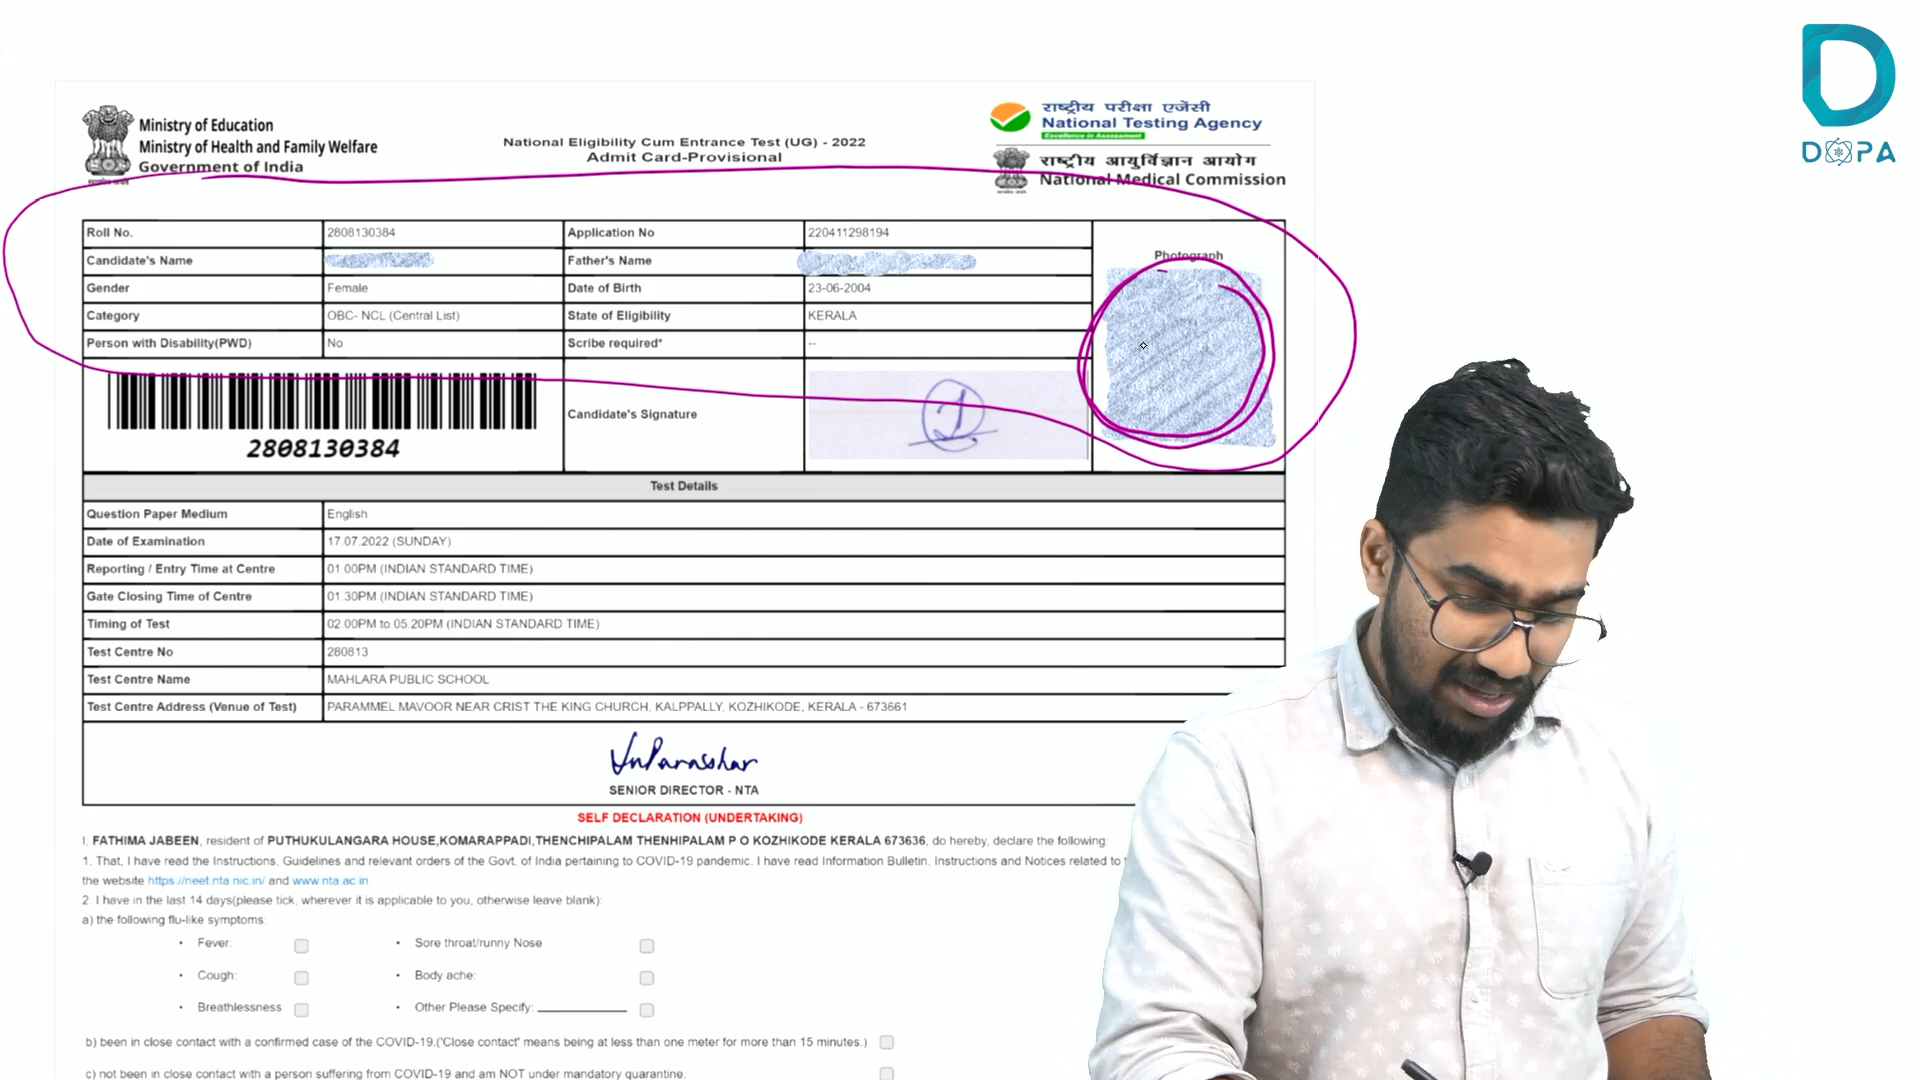 Ministry of Education
Ministry of Health and Family Welfare
Government of India
National Eligibility Cum Entrance Test (UG) - 2022
Admit Card-Provisional
राष्ट्रीय परीक्षा एजेंसी
National Testing Agency
Excellence in Assessment
राष्ट्रीय आयुर्विज्ञान आयोग
National Medical Commission
DOPA
Roll No. 2808130384 Application No 220411298194
Photograph
Candidate's Name Father's Name
Gender Female Date of Birth 23-06-2004
Category OBC- NCL (Central List) State of Eligibility KERALA
Person with Disability(PWD) No Scribe required* --
Candidate's Signature
2808130384
Test Details
Question Paper Medium English
Date of Examination 17.07.2022 (SUNDAY)
Reporting / Entry Time at Centre 01.00PM (INDIAN STANDARD TIME)
Gate Closing Time of Centre 01.30PM (INDIAN STANDARD TIME)
Timing of Test 02.00PM to 05.20PM (INDIAN STANDARD TIME)
Test Centre No 280813
Test Centre Name MAHLARA PUBLIC SCHOOL
Test Centre Address (Venue of Test) PARAMMEL MAVOOR NEAR CRIST THE KING CHURCH, KALPPALLY, KOZHIKODE, KERALA - 673661
SENIOR DIRECTOR - NTA
SELF DECLARATION (UNDERTAKING)
I, FATHIMA JABEEN, resident of PUTHUKULANGARA HOUSE,KOMARAPPADI,THENCHIPALAM THENHIPALAM P O KOZHIKODE KERALA 673636, do hereby, declare the following:
1. That, I have read the Instructions, Guidelines and relevant orders of the Govt. of India pertaining to COVID-19 pandemic. I have read Information Bulletin, Instructions and Notices related to
the website https://neet.nta.nic.in/ and www.nta.ac.in
2. I have in the last 14 days(please tick, wherever it is applicable to you, otherwise leave blank):
a) the following flu-like symptoms:
• Fever: • Sore throat/runny Nose
• Cough: • Body ache:
• Breathlessness • Other Please Specify:
b) been in close contact with a confirmed case of the COVID-19.('Close contact' means being at less than one meter for more than 15 minutes.)
c) not been in close contact with a person suffering from COVID-19 and am NOT under mandatory quarantine.